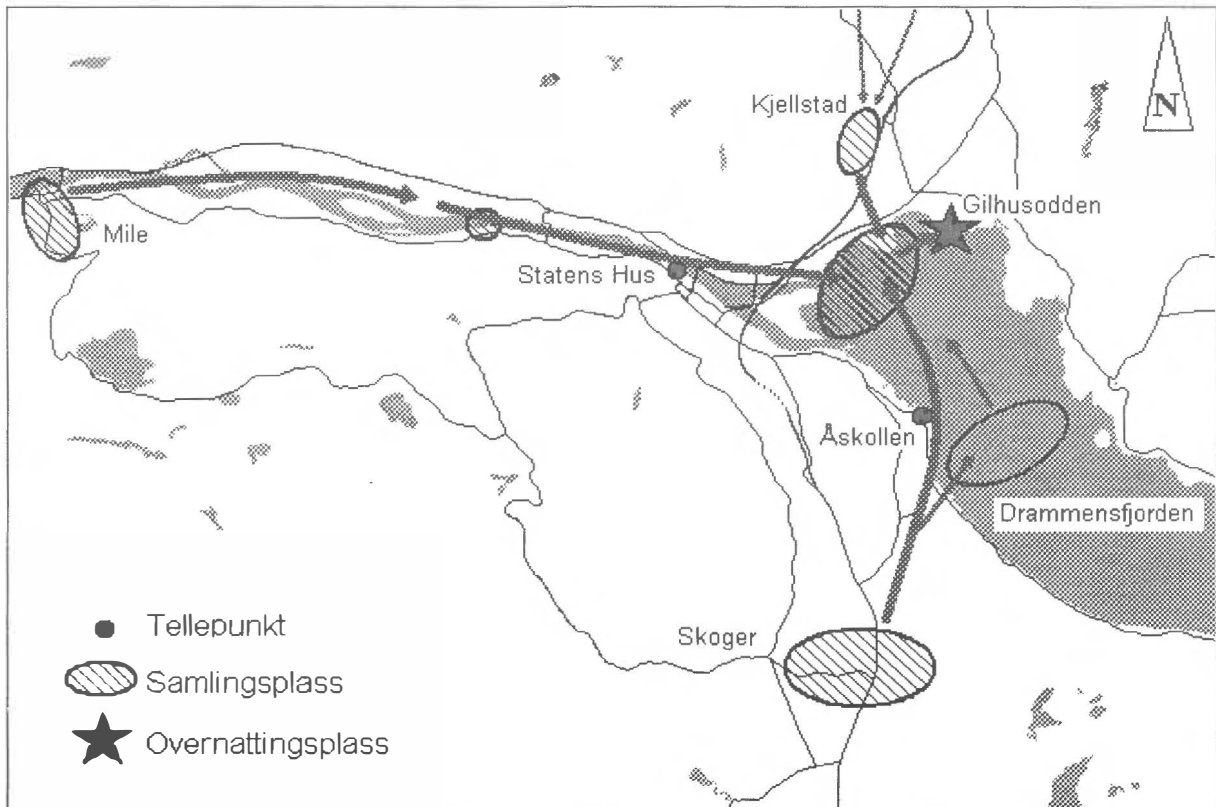 Kjellstad
N
Gilhusodden
Mile
Statens Hus
Åskollen
Drammensfjorden
Skoger
Tellepunkt
Samlingsplass
Overnattingsplass